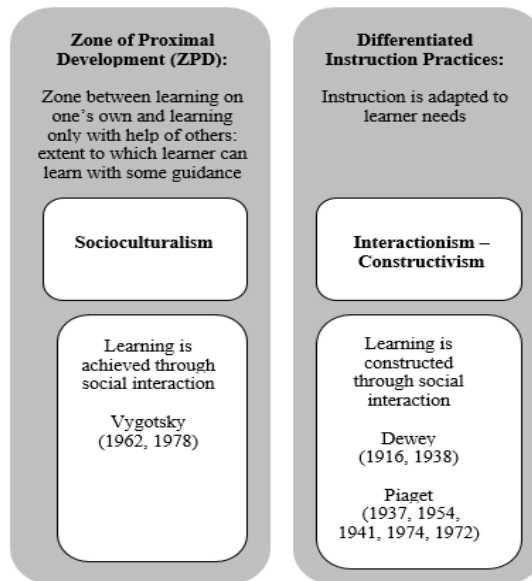 Zone of Proximal
Development (ZPD):
Zone between learning on
one's own and learning
only with help of others:
extent to which learner can
learn with some guidance
Socioculturalism
Learning is
achieved through
social interaction
Vygotsky
(1962, 1978)
Differentiated
Instruction Practices:
Instruction is adapted to
learner needs
Interactionism –
Constructivism
Learning is
constructed
through social
interaction
Dewey
(1916, 1938)
Piaget
(1937, 1954,
1941, 1974, 1972)